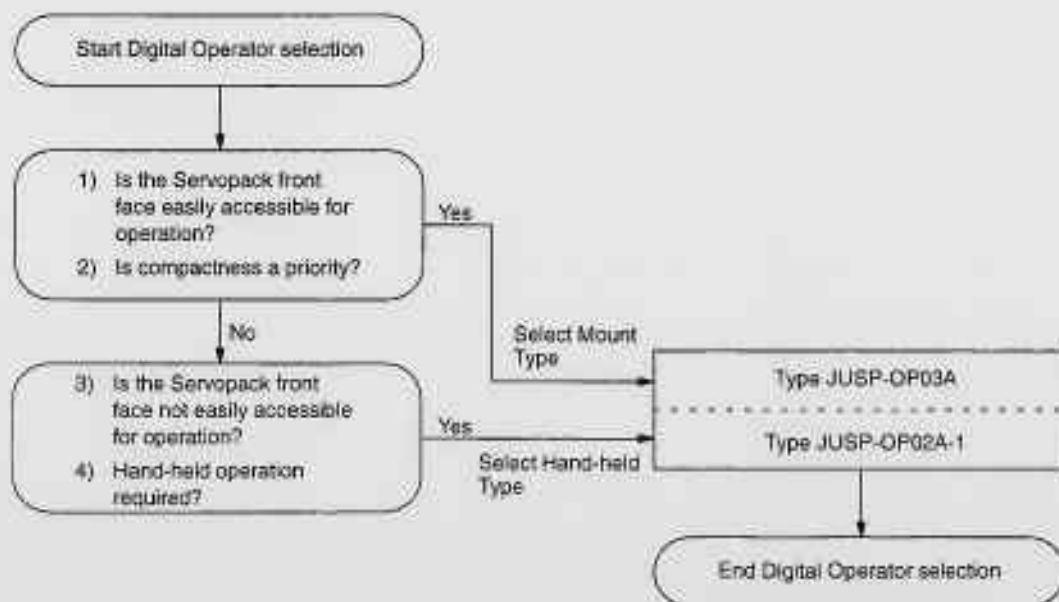 Start Digital Operator selection
1) Is the Servopack front
face easily accessible for
operation?
2) Is compactness a priority?
Yes
No
Select Mount
Type
3) Is the Servopack front
face not easily accessible
for operation?
4) Hand-held operation
required?
Yes
Select Hand-held
Type
Type JUSP-OP03A
Type JUSP-OP02A-1
End Digital Operator selection